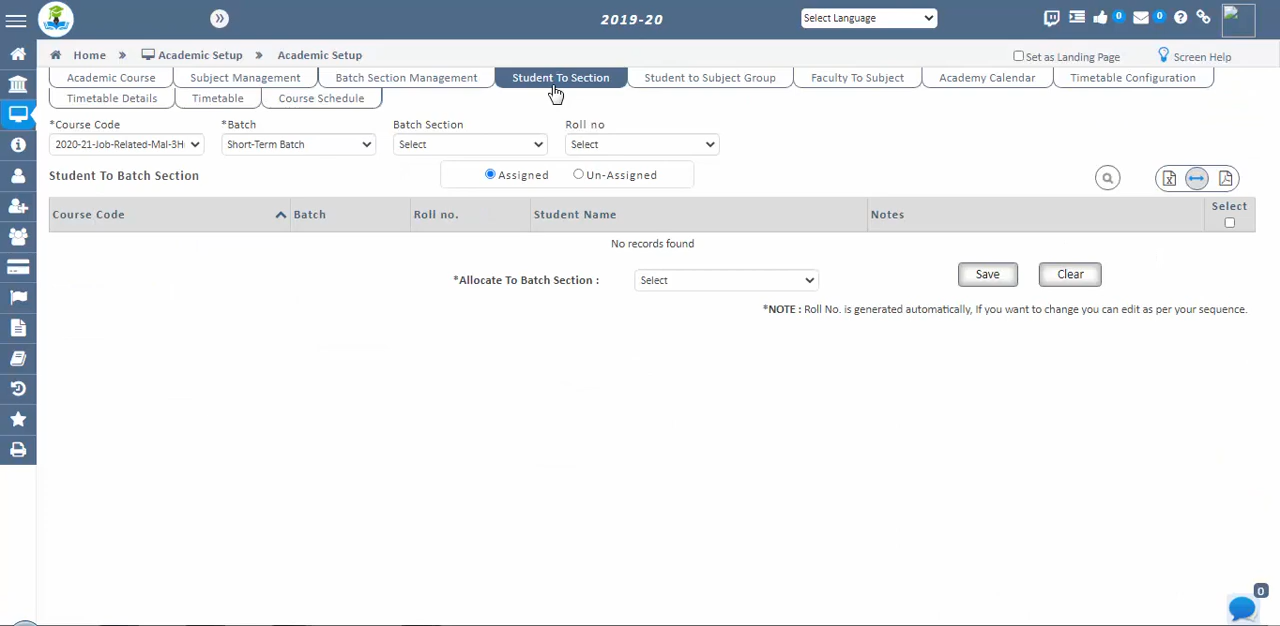 2019-20
Select Language
0
0
Home » Academic Setup » Academic Setup
Set as Landing Page
Screen Help
Academic Course
Subject Management
Batch Section Management
Student To Section
Student to Subject Group
Faculty To Subject
Academy Calendar
Timetable Configuration
Timetable Details
Timetable
Course Schedule
*Course Code
*Batch
Batch Section
Roll no
2020-21-Job-Related-Mal-3H
Short-Term Batch
Select
Select
Student To Batch Section
Assigned
Un-Assigned
Course Code
Batch
Roll no.
Student Name
Notes
Select
No records found
*Allocate To Batch Section :
Select
Save
Clear
*NOTE : Roll No. is generated automatically, If you want to change you can edit as per your sequence.
0